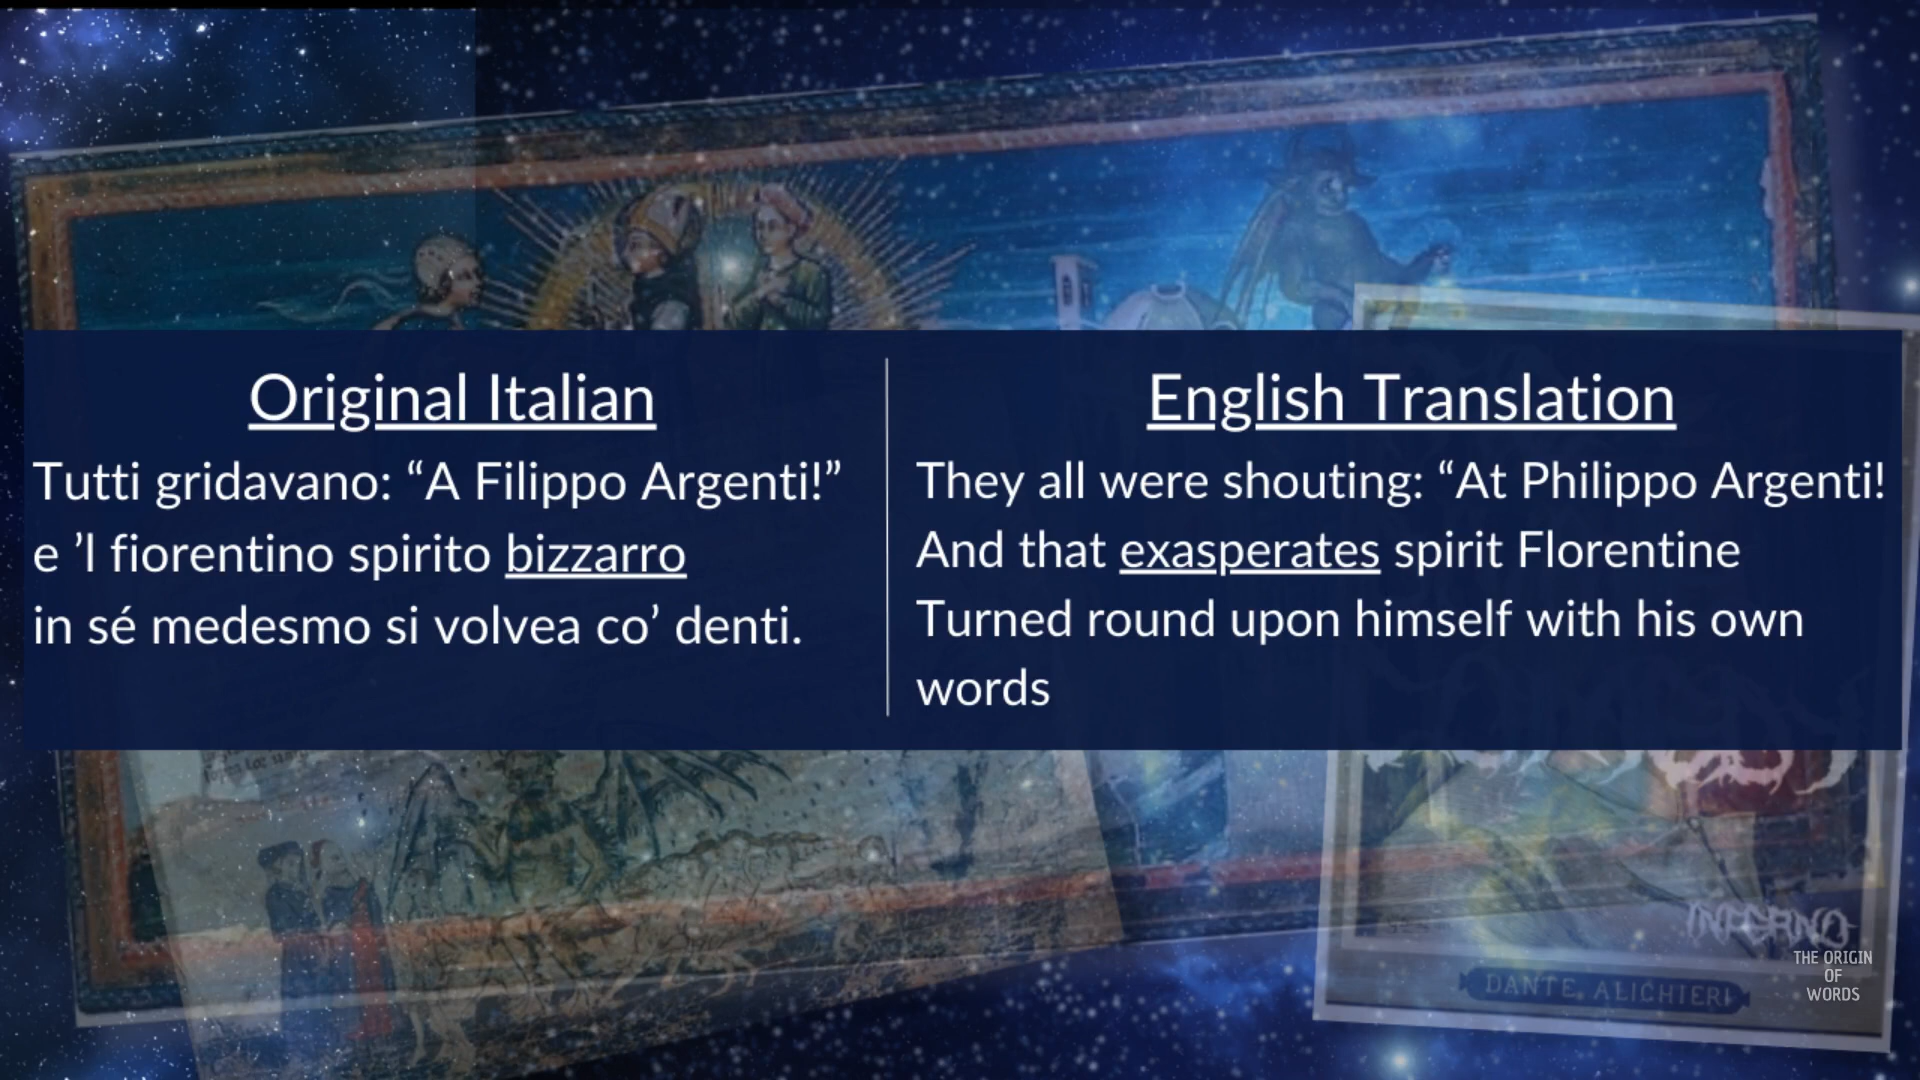 Original Italian
Tutti gridavano: “A Filippo Argenti!”
e ’l fiorentino spirito bizzarro
in sé medesmo si volvea co’ denti.
English Translation
They all were shouting: “At Philippo Argenti!
And that exasperates spirit Florentine
Turned round upon himself with his own
words
INFERNO
DANTE ALICHIERI
THE ORIGIN
OF
WORDS